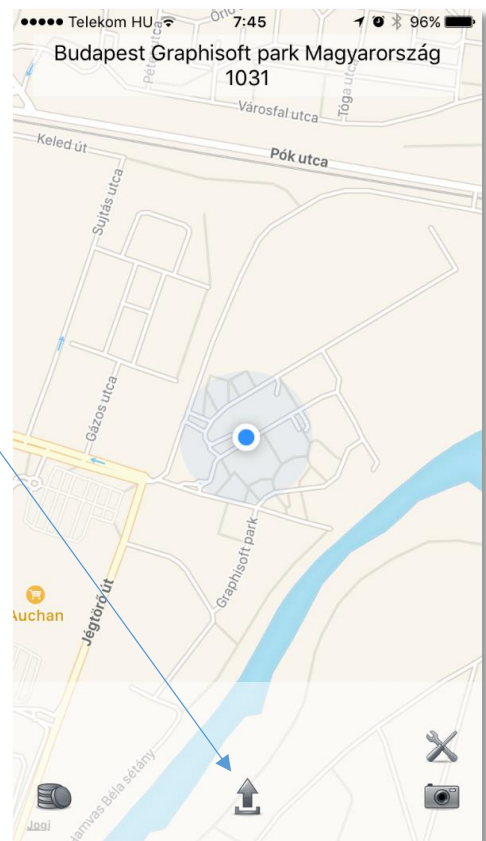 Telekom HU
7:45
96%
Budapest Graphisoft park Magyarország
1031
Városfal utca
Tóga utca
Keled út
Pók utca
Sujtás utca
Gázos utca
Graphisoft park
Auchan
Jégtörő út
Hamvas Béla sétány
Jogi